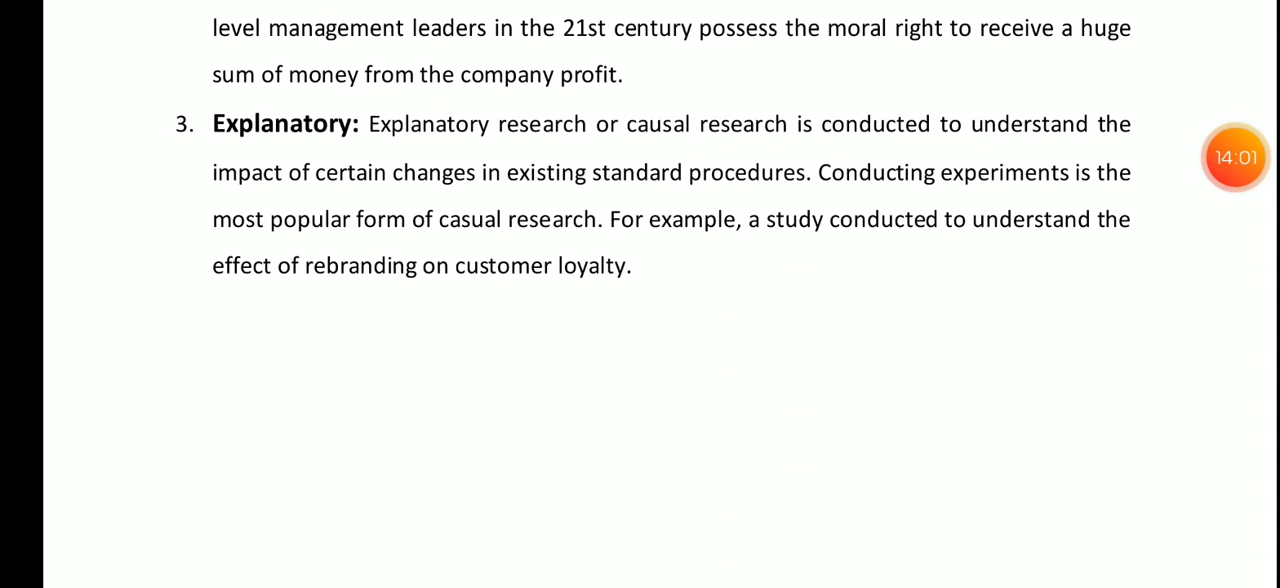 level management leaders in the 21st century possess the moral right to receive a huge
sum of money from the company profit.
3. Explanatory: Explanatory research or causal research is conducted to understand the
impact of certain changes in existing standard procedures. Conducting experiments is the
most popular form of casual research. For example, a study conducted to understand the
effect of rebranding on customer loyalty.
14:01